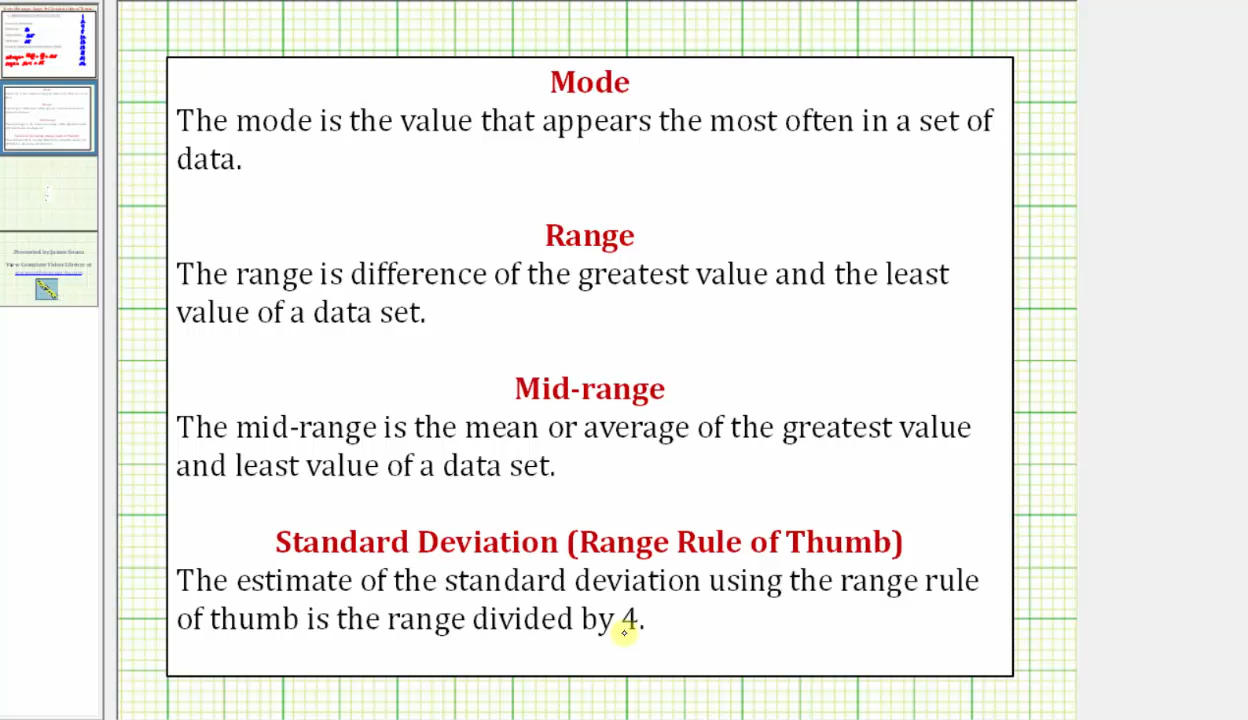 Mode
The mode is the value that appears the most often in a set of
data.
Range
The range is difference of the greatest value and the least
value of a data set.
Mid-range
The mid-range is the mean or average of the greatest value
and least value of a data set.
Standard Deviation (Range Rule of Thumb)
The estimate of the standard deviation using the range rule
of thumb is the range divided by 4.